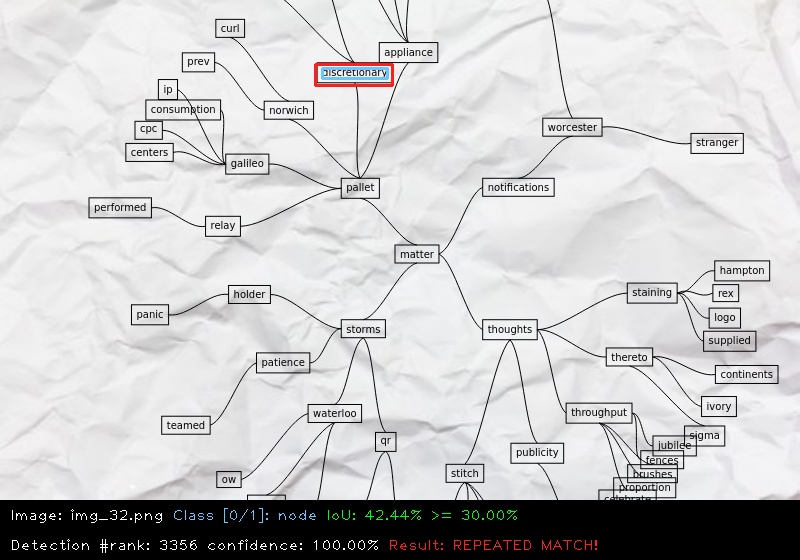 curl
appliance
prev
discretionary
ip
consumption
norwich
cpc
worcester
stranger
centers
galileo
pallet
notifications
performed
relay
matter
hampton
staining
rex
holder
panic
logo
storms
thoughts
supplied
thereto
patience
continents
ivory
waterloo
throughput
teamed
sigma
qr
jubilee
publicity
fences
stitch
brushes
ow
proportion
celebrate
Image: img_32.png Class [0/1]: node IoU: 42.44% >= 30.00%
Detection #rank: 3356 confidence: 100.00% Result: REPEATED MATCH!